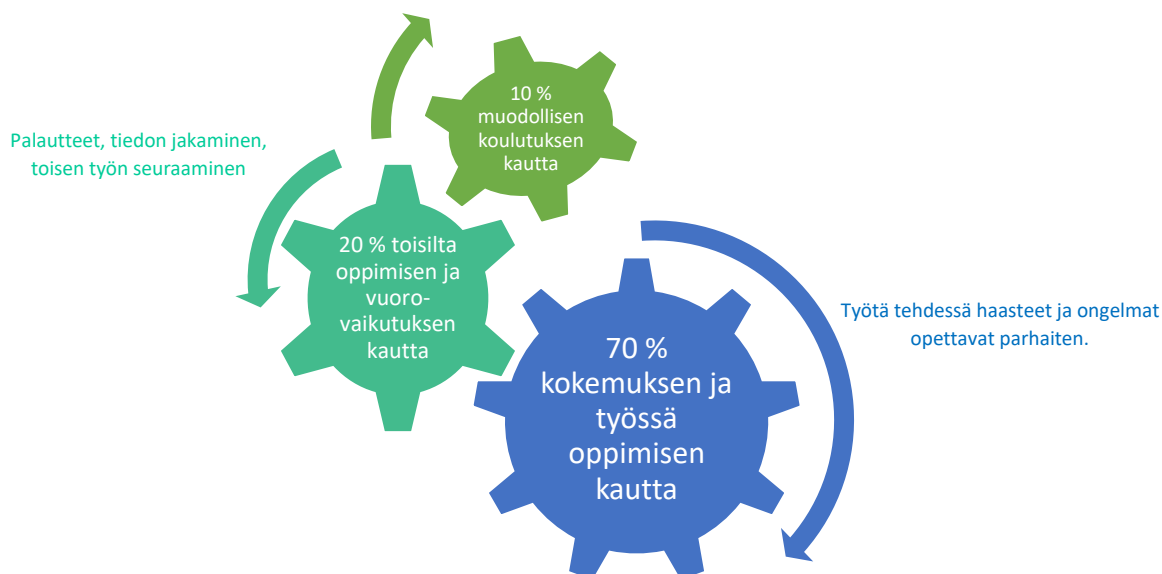 10 %
muodollisen
koulutuksen
kautta
Palautteet, tiedon jakaminen,
toisen työn seuraaminen
20 % toisilta
oppimisen ja
vuoro-
vaikutuksen
kautta
Työtä tehdessä haasteet ja ongelmat
opettavat parhaiten.
70 %
kokemuksen ja
työssä
oppimisen
kautta